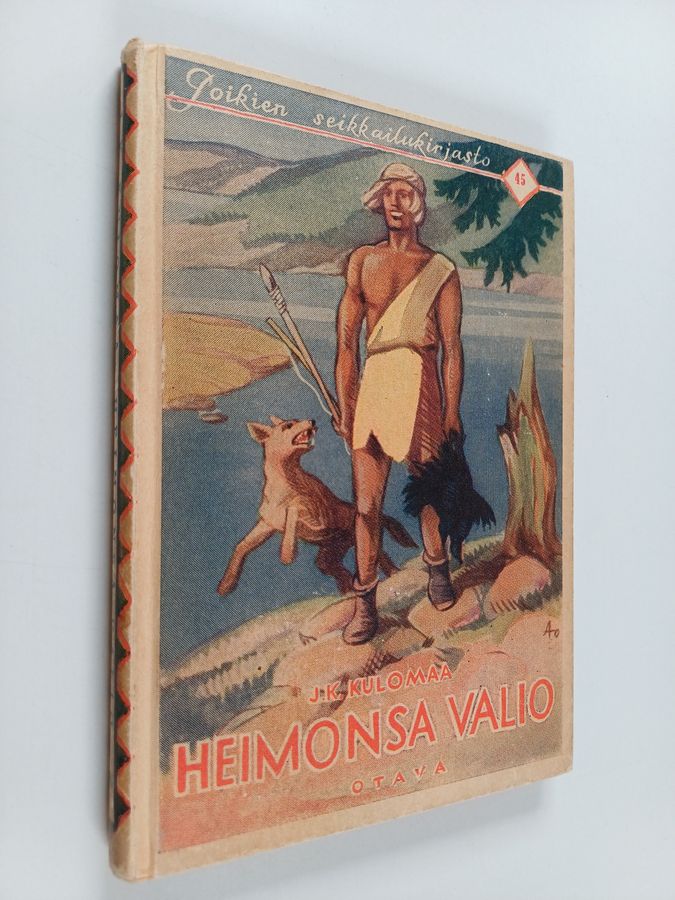 Poikien seikkailukirjasto
45
Ao
J.K. KULOMAA
HEIMONSA VALIO
OTAVA